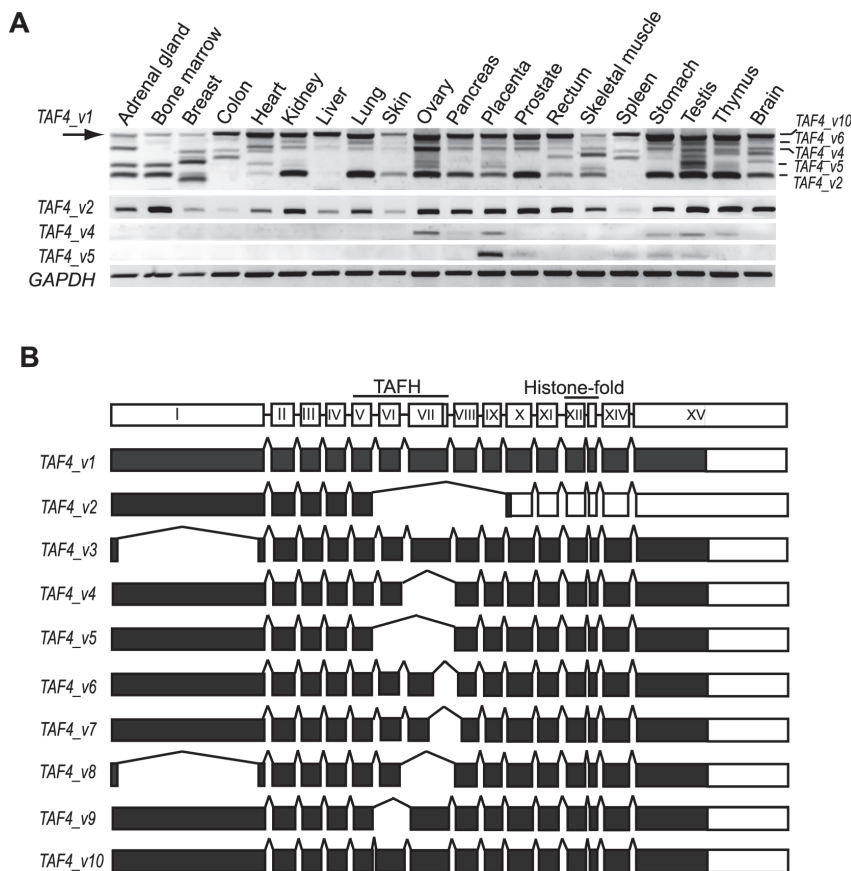 A
Adrenal gland
Bone marrow
Breast
Colon
Heart
Kidney
Liver
Lung
Skin
Ovary
Pancreas
Placenta
Prostate
Rectum
Skeletal muscle
Spleen
Stomach
Testis
Thymus
Brain
TAF4_v1
TAF4_v10
TAF4_v6
TAF4_v4
TAF4_v5
TAF4_v2
TAF4_v2
TAF4_v4
TAF4_v5
GAPDH
B
TAFH Histone-fold
I II III IV V VI VII VIII IX X XI XII XIV XV
TAF4_v1
TAF4_v2
TAF4_v3
TAF4_v4
TAF4_v5
TAF4_v6
TAF4_v7
TAF4_v8
TAF4_v9
TAF4_v10